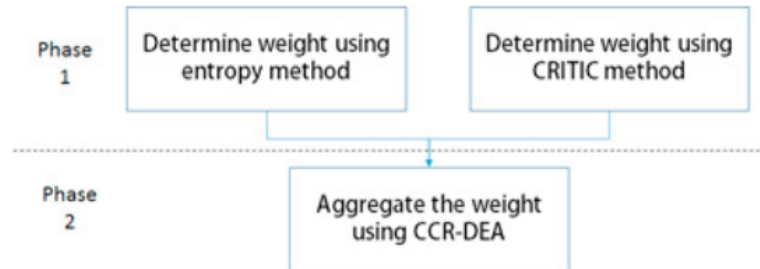 Phase
1
Determine weight using
entropy method
Determine weight using
CRITIC method
Phase
2
Aggregate the weight
using CCR-DEA